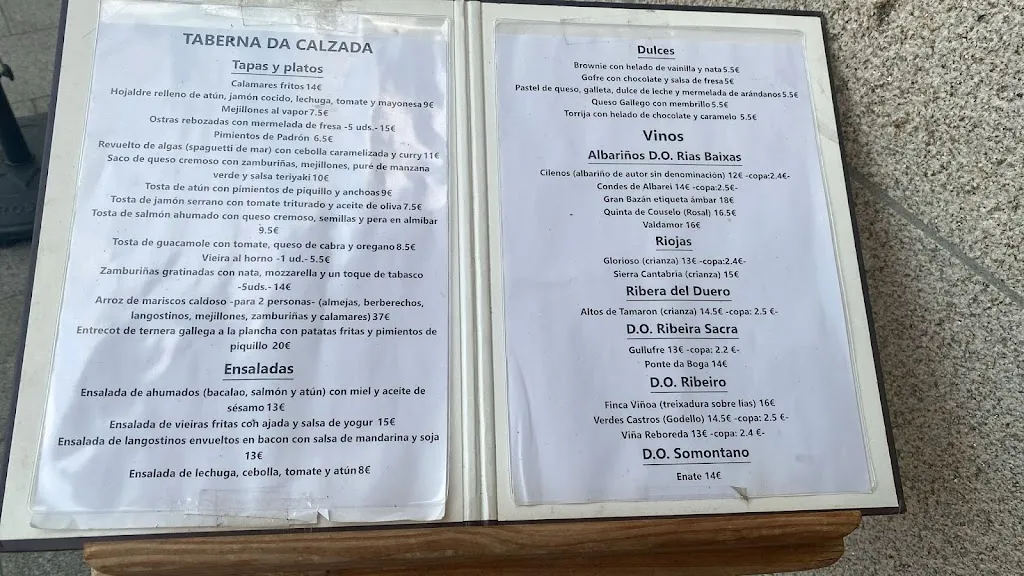 TABERNA DA CALZADA
Tapas y platos
Calamares fritos 14€
Hojaldre relleno de atún, jamón cocido, lechuga, tomate y mayonesa 9€
Mejillones al vapor 7.5€
Ostras rebozadas con mermelada de fresa -5 uds.- 15€
Pimientos de Padrón 6.5€
Revuelto de algas (spaguetti de mar) con cebolla caramelizada y curry 11€
Saco de queso cremoso con zamburiñas, mejillones, puré de manzana
verde y salsa teriyaki 10€
Tosta de atún con pimientos de piquillo y anchoas 9€
Tosta de jamón serrano con tomate triturado y aceite de oliva 7.5€
Tosta de salmón ahumado con queso cremoso, semillas y pera en almíbar
9.5€
Tosta de guacamole con tomate, queso de cabra y oregano 8.5€
Vieira al horno -1 ud.- 5.5€
Zamburiñas gratinadas con nata, mozzarella y un toque de tabasco
-5uds.- 14€
Arroz de mariscos caldoso -para 2 personas- (almejas, berberechos,
langostinos, mejillones, zamburiñas y calamares) 37€
Entrecot de ternera gallega a la plancha con patatas fritas y pimientos de
piquillo 20€
Ensaladas
Ensalada de ahumados (bacalao, salmón y atún) con miel y aceite de
sésamo 13€
Ensalada de vieiras fritas con ajada y salsa de yogur 15€
Ensalada de langostinos envueltos en bacon con salsa de mandarina y soja
13€
Ensalada de lechuga, cebolla, tomate y atún 8€
Dulces
Brownie con helado de vainilla y nata 5.5€
Gofre con chocolate y salsa de fresa 5€
Pastel de queso, galleta, dulce de leche y mermelada de arándanos 5.5€
Queso Gallego con membrillo 5.5€
Torrija con helado de chocolate y caramelo 5.5€
Vinos
Albariños D.O. Rias Baixas
Cilenos (albariño de autor sin denominación) 12€ -copa:2.4€-
Condes de Albarei 14€ -copa:2.5€-
Gran Bazán etiqueta ámbar 18€
Quinta de Couselo (Rosal) 16.5€
Valdamor 16€
Riojas
Glorioso (crianza) 13€ -copa:2.4€-
Sierra Cantabria (crianza) 15€
Ribera del Duero
Altos de Tamaron (crianza) 14.5€ -copa: 2.5 €-
D.O. Ribeira Sacra
Gullufre 13€ -copa: 2.2 €-
Ponte da Boga 14€
D.O. Ribeiro
Finca Viñoa (treixadura sobre lias) 16€
Verdes Castros (Godello) 14.5€ -copa: 2.5 €-
Viña Reboreda 13€ -copa: 2.4 €-
D.O. Somontano
Enate 14€